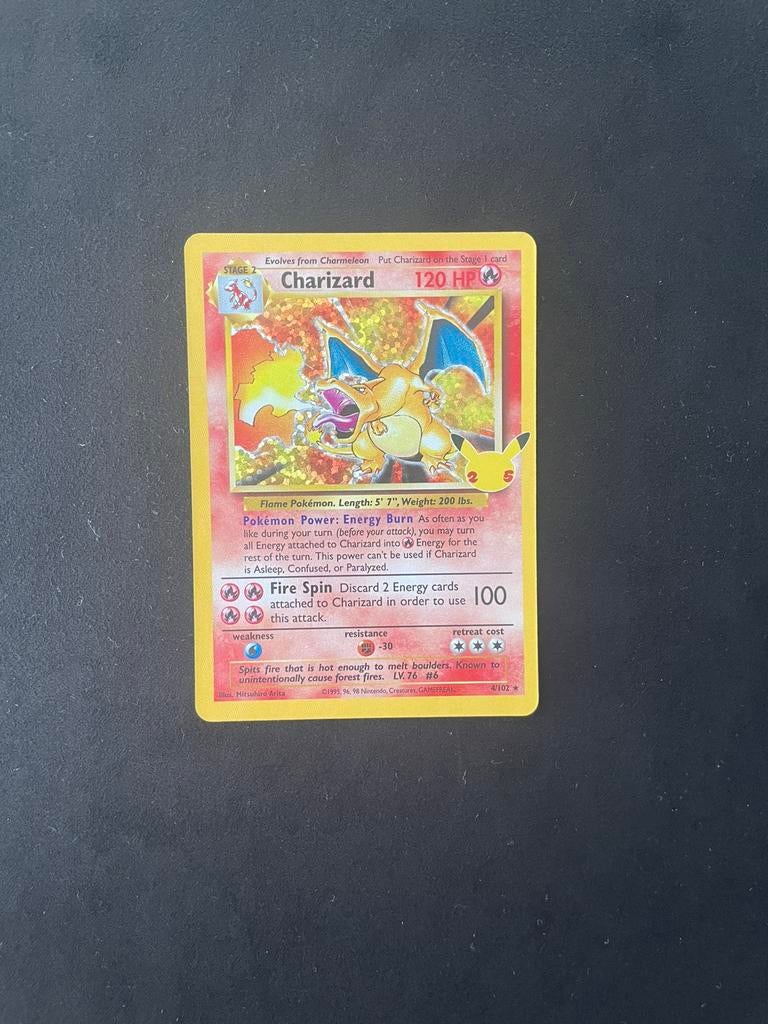 Evolves from Charmeleon Put Charizard on the Stage 1 card
STAGE 2
Charizard 120 HP
2 5
Flame Pokémon. Length: 5' 7", Weight: 200 lbs.
Pokémon Power: Energy Burn As often as you
like during your turn (before your attack), you may turn
all Energy attached to Charizard into Energy for the
rest of the turn. This power can't be used if Charizard
is Asleep, Confused, or Paralyzed.
Fire Spin Discard 2 Energy cards
attached to Charizard in order to use 100
this attack.
weakness resistance retreat cost
-30
Spits fire that is hot enough to melt boulders. Known to
unintentionally cause forest fires. LV. 76 #6
Illus. Mitsuhiro Arita ©1995, 96, 98 Nintendo, Creatures, GAMEFREAK. 4/102 ★